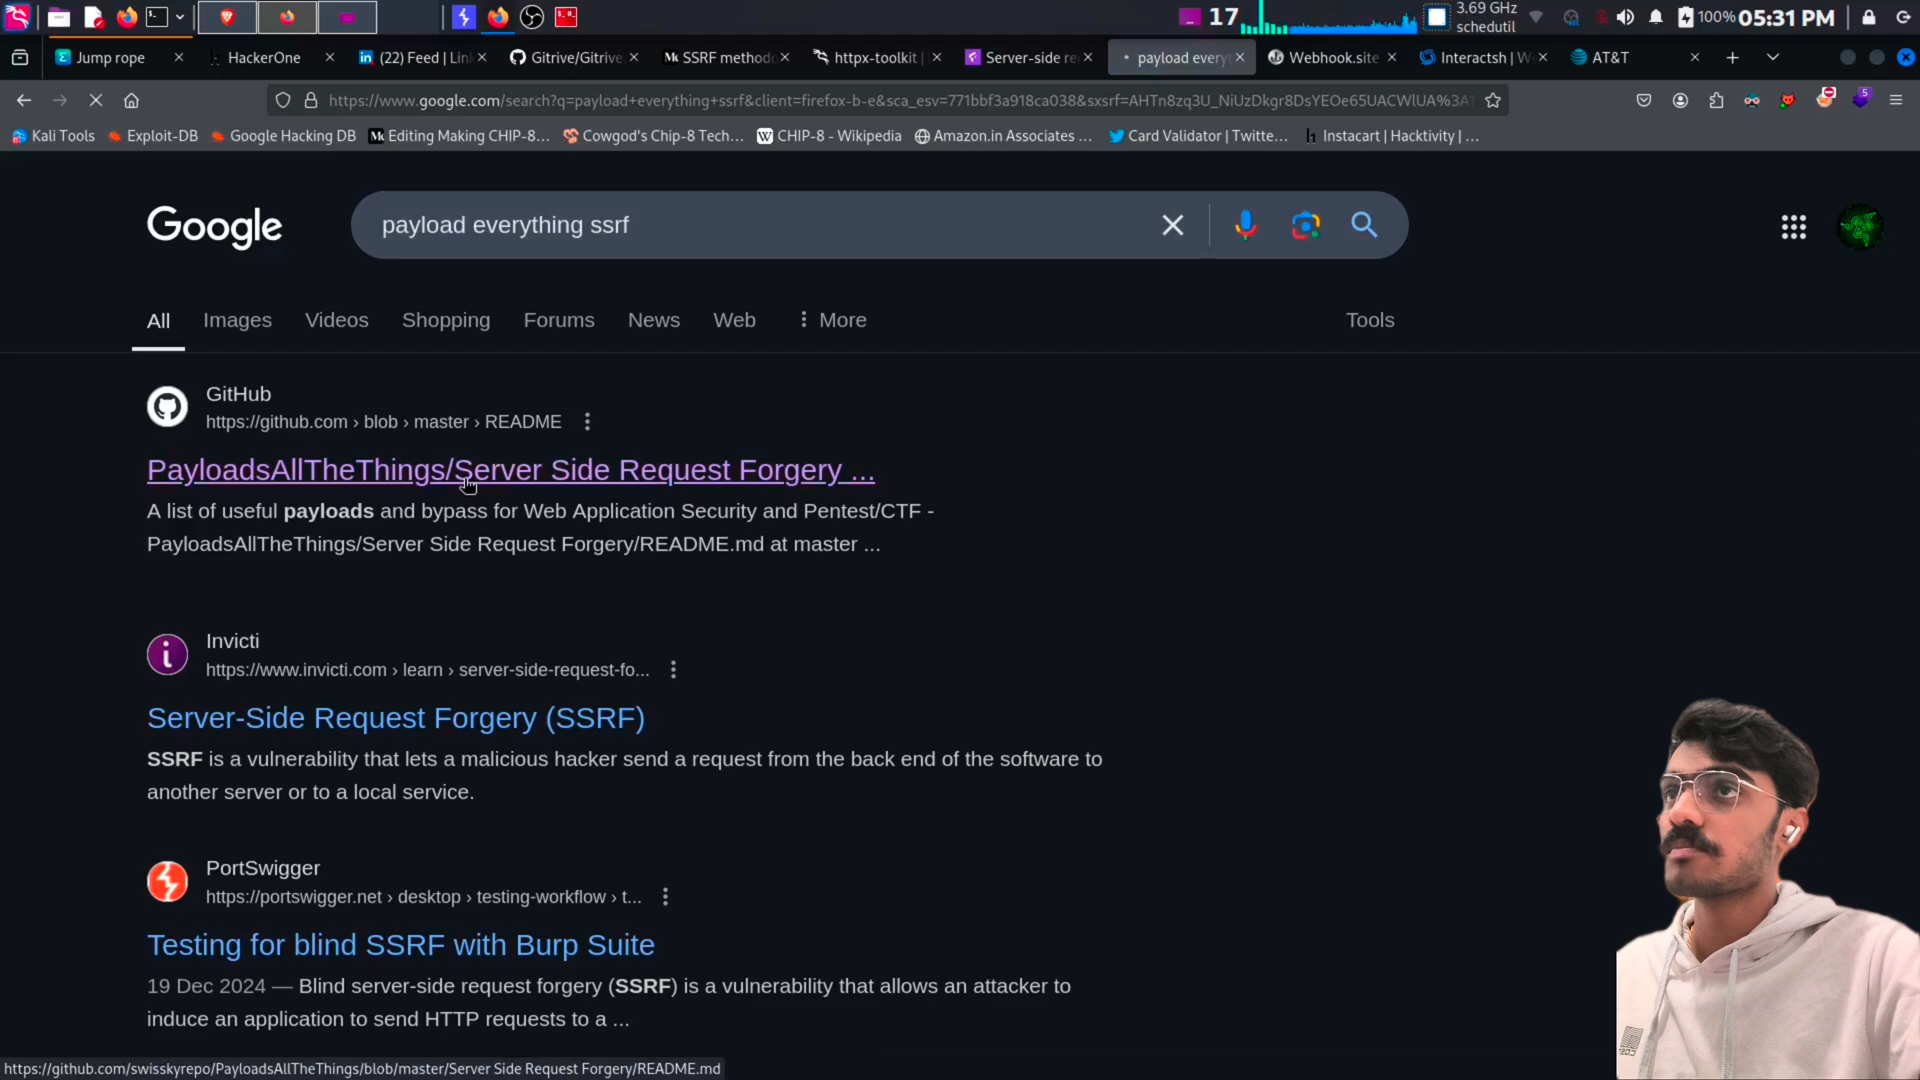 17
3.69 GHz
schedutil
100%
05:31 PM
Jump rope
HackerOne
(22) Feed | Lin
Gitrive/Gitrive
SSRF method
httpx-toolkit |
Server-side re
payload every
Webhook.site
Interactsh | W
AT&T
https://www.google.com/search?q=payload+everything+ssrf&client=firefox-b-e&sca_esv=771bbf3a918ca038&sxsrf=AHTn8zq3U_NiUzDkgr8DsYEOe65UACWlUA%3A1
5
Kali Tools
Exploit-DB
Google Hacking DB
Editing Making CHIP-8...
Cowgod's Chip-8 Tech...
CHIP-8 - Wikipedia
Amazon.in Associates ...
Card Validator | Twitte...
Instacart | Hacktivity | ...
Google
payload everything ssrf
All
Images
Videos
Shopping
Forums
News
Web
More
Tools
GitHub
https://github.com › blob › master › README
PayloadsAllTheThings/Server Side Request Forgery ...
A list of useful payloads and bypass for Web Application Security and Pentest/CTF -
PayloadsAllTheThings/Server Side Request Forgery/README.md at master ...
Invicti
https://www.invicti.com › learn › server-side-request-fo...
Server-Side Request Forgery (SSRF)
SSRF is a vulnerability that lets a malicious hacker send a request from the back end of the software to
another server or to a local service.
PortSwigger
https://portswigger.net › desktop › testing-workflow › t...
Testing for blind SSRF with Burp Suite
19 Dec 2024 — Blind server-side request forgery (SSRF) is a vulnerability that allows an attacker to
induce an application to send HTTP requests to a ...
https://github.com/swisskyrepo/PayloadsAllTheThings/blob/master/Server Side Request Forgery/README.md